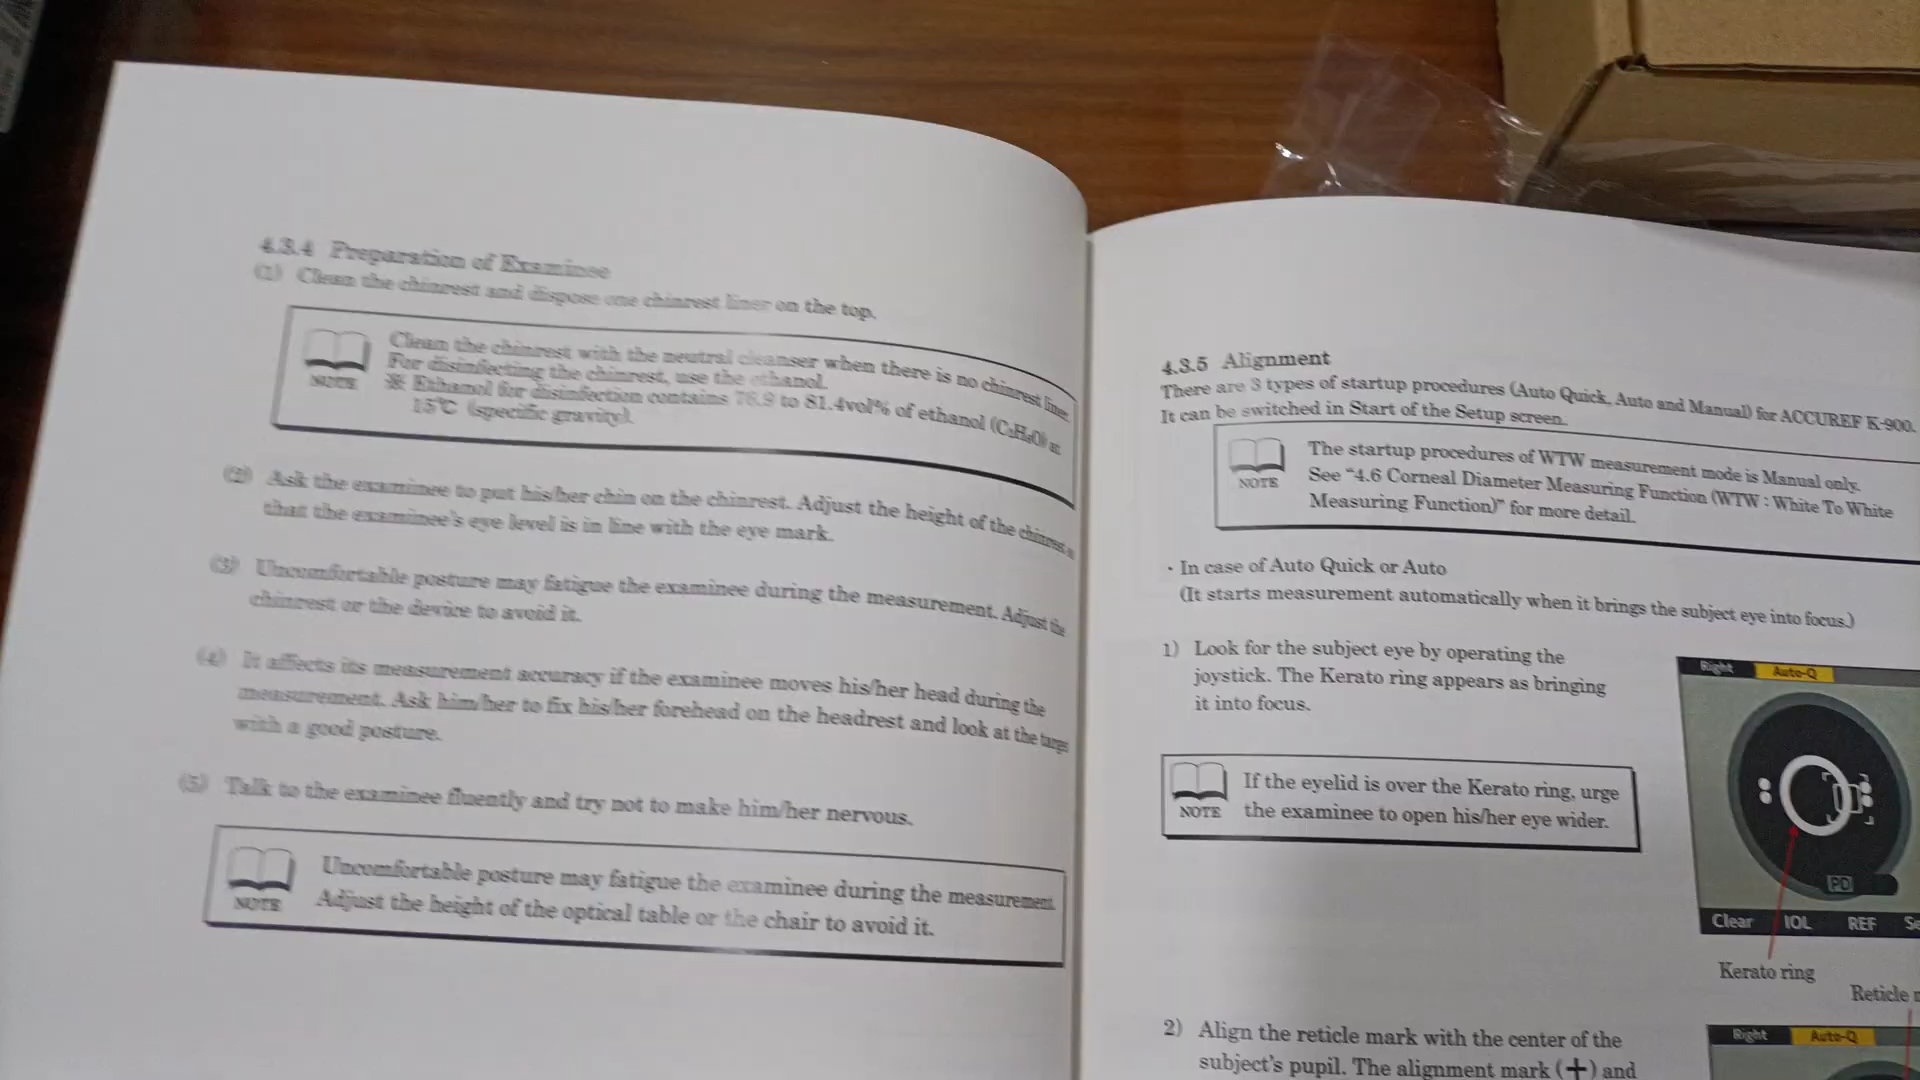 4.3.4 Preparation of Examinee
(1) Clean the chinrest and dispose one chinrest liner on the top.
NOTE
Clean the chinrest with the neutral cleanser when there is no chinrest liner.
For disinfecting the chinrest, use the ethanol.
※ Ethanol for disinfection contains 76.9 to 81.4vol% of ethanol (C₂H₆O) at
15℃ (specific gravity).
(2) Ask the examinee to put his/her chin on the chinrest. Adjust the height of the chinrest
that the examinee's eye level is in line with the eye mark.
(3) Uncomfortable posture may fatigue the examinee during the measurement. Adjust the
chinrest or the device to avoid it.
(4) It affects its measurement accuracy if the examinee moves his/her head during the
measurement. Ask him/her to fix his/her forehead on the headrest and look at the
with a good posture.
(5) Talk to the examinee fluently and try not to make him/her nervous.
NOTE
Uncomfortable posture may fatigue the examinee during the measurement.
Adjust the height of the optical table or the chair to avoid it.
4.3.5 Alignment
There are 3 types of startup procedures (Auto Quick, Auto and Manual) for ACCUREF K-900.
It can be switched in Start of the Setup screen.
NOTE
The startup procedures of WTW measurement mode is Manual only.
See "4.6 Corneal Diameter Measuring Function (WTW : White To White
Measuring Function)" for more detail.
・In case of Auto Quick or Auto
(It starts measurement automatically when it brings the subject eye into focus.)
1) Look for the subject eye by operating the
joystick. The Kerato ring appears as bringing
it into focus.
NOTE
If the eyelid is over the Kerato ring, urge
the examinee to open his/her eye wider.
Right Auto-Q
PD
Clear IOL REF
Kerato ring
Reticle
2) Align the reticle mark with the center of the
subject's pupil. The alignment mark (+) and
Right Auto-Q